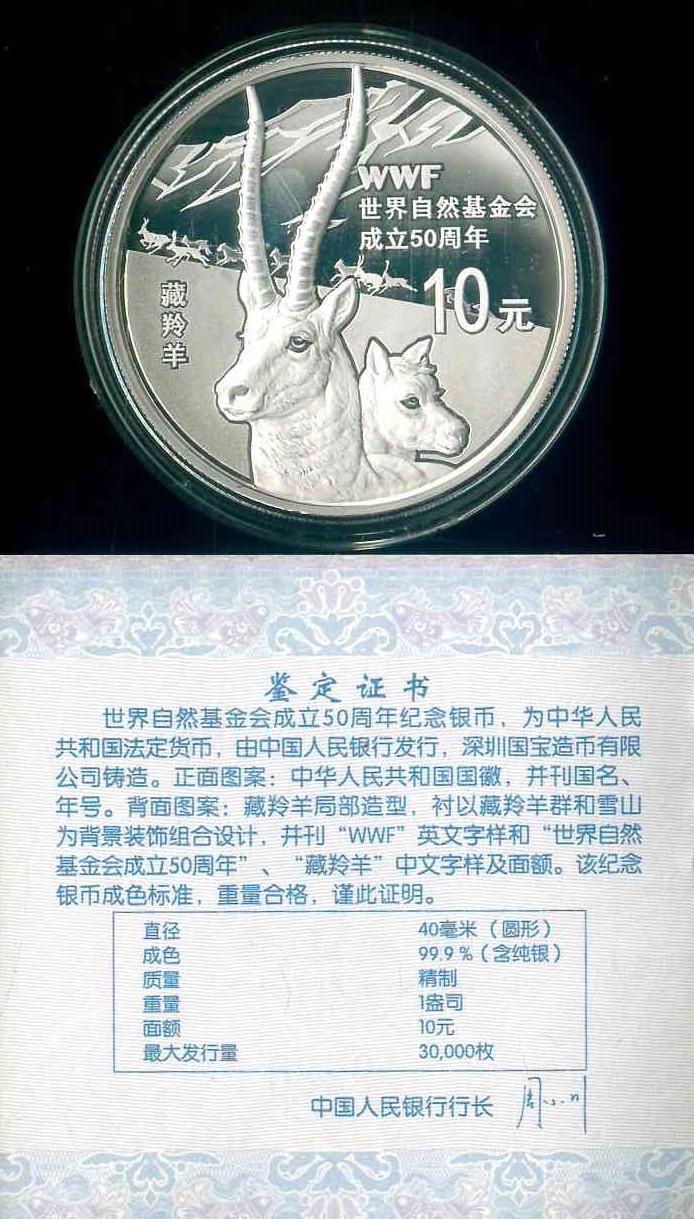 WWF
世界自然基金会
成立50周年
10元
藏羚羊
鉴定证书
世界自然基金会成立50周年纪念银币，为中华人民
共和国法定货币，由中国人民银行发行，深圳国宝造币有限
公司铸造。正面图案：中华人民共和国国徽，并刊国名、
年号。背面图案：藏羚羊局部造型，衬以藏羚羊群和雪山
为背景装饰组合设计，并刊“WWF”英文字样和“世界自然
基金会成立50周年”、“藏羚羊”中文字样及面额。该纪念
银币成色标准，重量合格，谨此证明。
直径 40毫米（圆形）
成色 99.9％（含纯银）
质量 精制
重量 1盎司
面额 10元
最大发行量 30,000枚
中国人民银行行长 周小川